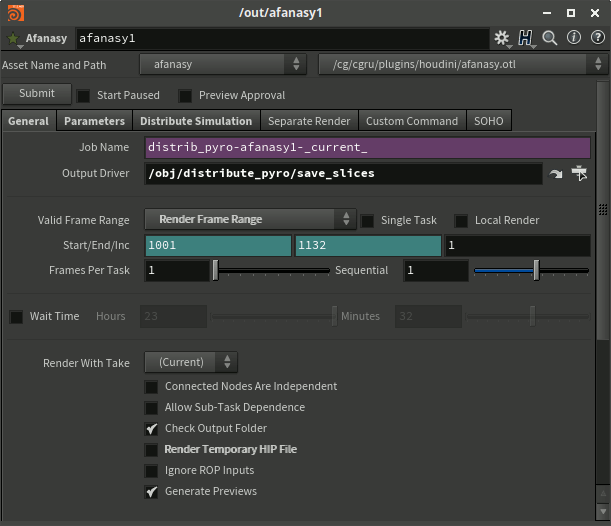 /out/afanasy1
Afanasy afanasy1
Asset Name and Path afanasy /cg/cgru/plugins/houdini/afanasy.otl
Submit Start Paused Preview Approval
General Parameters Distribute Simulation Separate Render Custom Command SOHO
Job Name distrib_pyro-afanasy1-_current_
Output Driver /obj/distribute_pyro/save_slices
Valid Frame Range Render Frame Range Single Task Local Render
Start/End/Inc 1001 1132 1
Frames Per Task 1 Sequential 1
Wait Time Hours 23 Minutes 32
Render With Take (Current)
Connected Nodes Are Independent
Allow Sub-Task Dependence
Check Output Folder
Render Temporary HIP File
Ignore ROP Inputs
Generate Previews